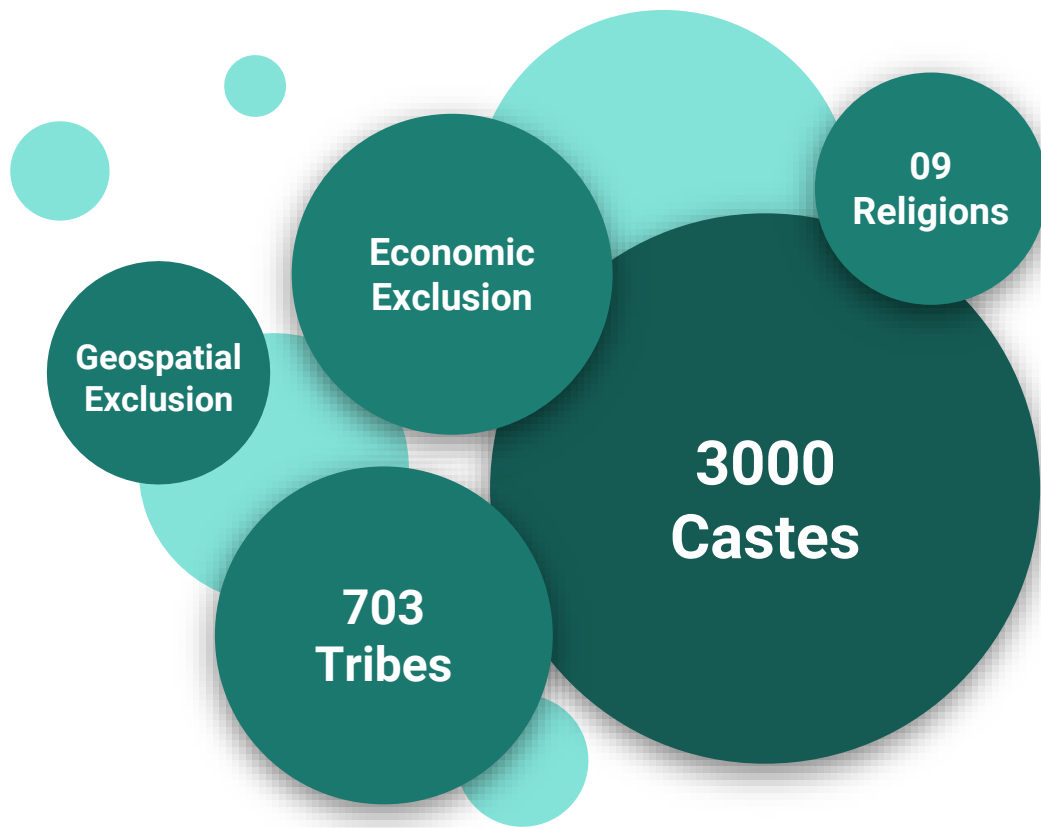 09
Religions
Economic
Exclusion
Geospatial
Exclusion
3000
Castes
703
Tribes